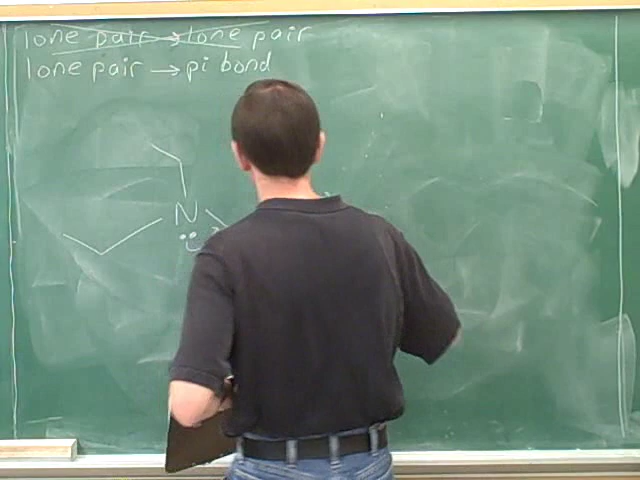 lone pair → lone pair
lone pair → pi bond
N